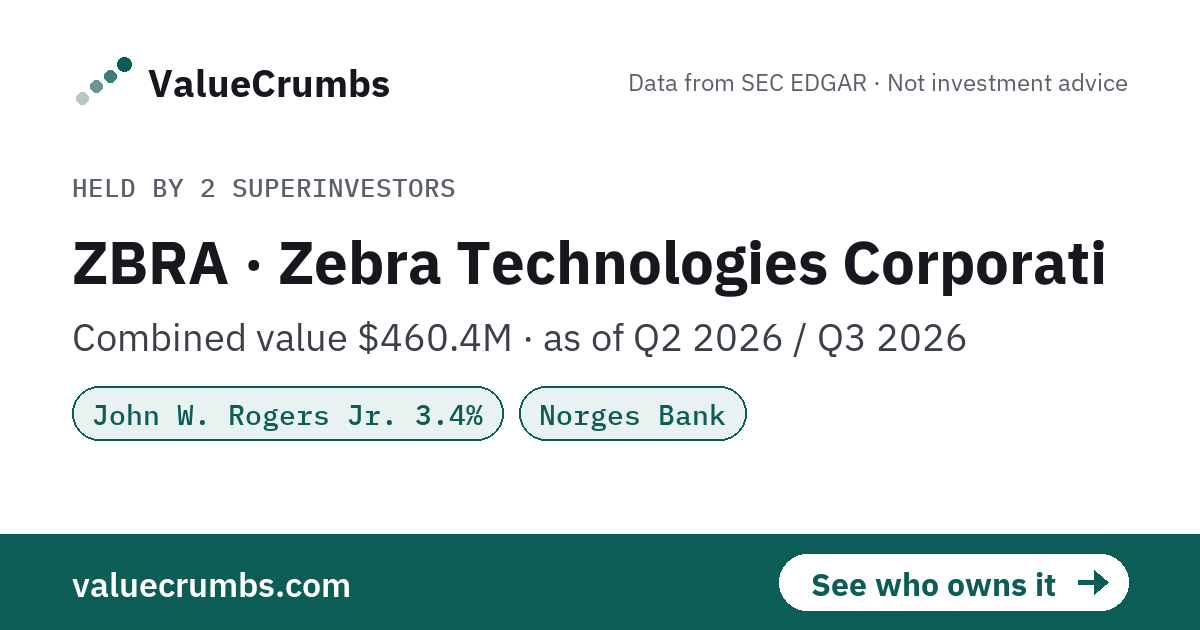 ValueCrumbs
Data from SEC EDGAR · Not investment advice
HELD BY 2 SUPERINVESTORS
ZBRA · Zebra Technologies Corporati
Combined value $460.4M · as of Q2 2026 / Q3 2026
John W. Rogers Jr. 3.4%
Norges Bank
valuecrumbs.com
See who owns it →